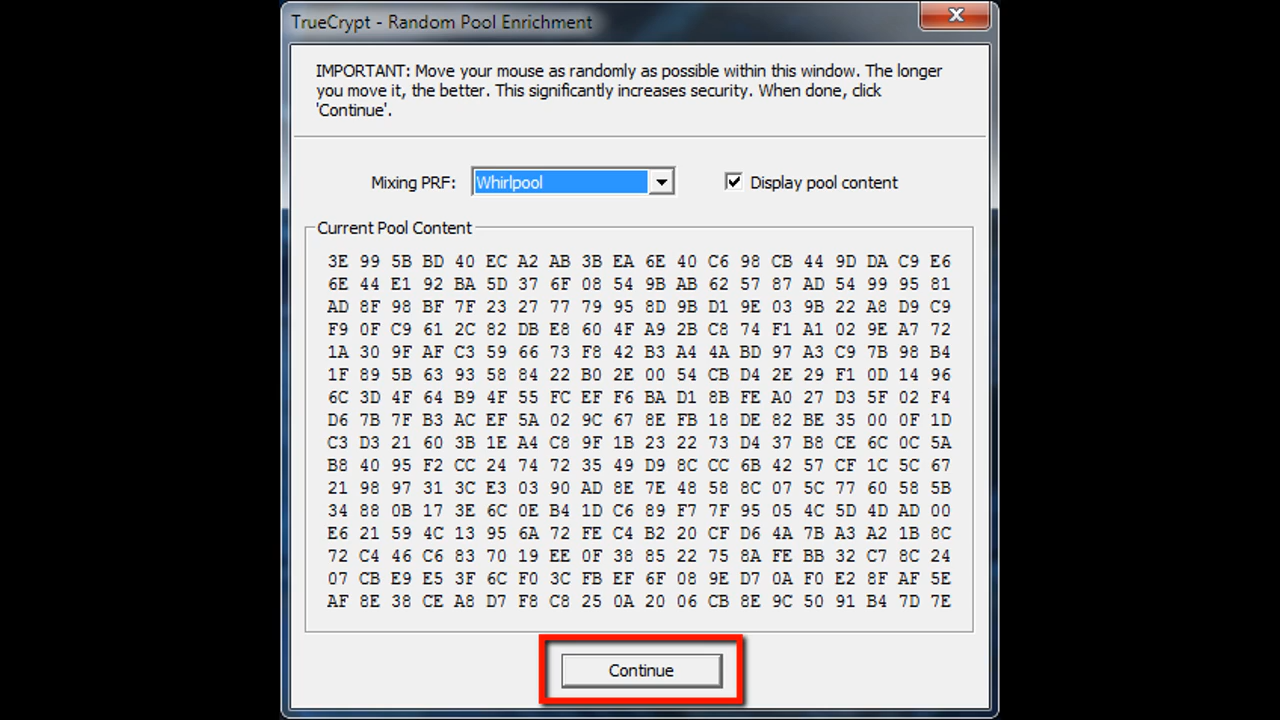 TrueCrypt - Random Pool Enrichment
IMPORTANT: Move your mouse as randomly as possible within this window. The longer
you move it, the better. This significantly increases security. When done, click
'Continue'.
Mixing PRF: Whirlpool Display pool content
Current Pool Content
3E 99 5B BD 40 EC A2 AB 3B EA 6E 40 C6 98 CB 44 9D DA C9 E6
6E 44 E1 92 BA 5D 37 6F 08 54 9B AB 62 57 87 AD 54 99 95 81
AD 8F 98 BF 7F 23 27 77 79 95 8D 9B D1 9E 03 9B 22 A8 D9 C9
F9 0F C9 61 2C 82 DB E8 60 4F A9 2B C8 74 F1 A1 02 9E A7 72
1A 30 9F AF C3 59 66 73 F8 42 B3 A4 4A BD 97 A3 C9 7B 98 B4
1F 89 5B 63 93 58 84 22 B0 2E 00 54 CB D4 2E 29 F1 0D 14 96
6C 3D 4F 64 B9 4F 55 FC EF F6 BA D1 8B FE A0 27 D3 5F 02 F4
D6 7B 7F B3 AC EF 5A 02 9C 67 8E FB 18 DE 82 BE 35 00 0F 1D
C3 D3 21 60 3B 1E A4 C8 9F 1B 23 22 73 D4 37 B8 CE 6C 0C 5A
B8 40 95 F2 CC 24 74 72 35 49 D9 8C CC 6B 42 57 CF 1C 5C 67
21 98 97 31 3C E3 03 90 AD 8E 7E 48 58 8C 07 5C 77 60 58 5B
34 88 0B 17 3E 6C 0E B4 1D C6 89 F7 7F 95 05 4C 5D 4D AD 00
E6 21 59 4C 13 95 6A 72 FE C4 B2 20 CF D6 4A 7B A3 A2 1B 8C
72 C4 46 C6 83 70 19 EE 0F 38 85 22 75 8A FE BB 32 C7 8C 24
07 CB E9 E5 3F 6C F0 3C FB EF 6F 08 9E D7 0A F0 E2 8F AF 5E
AF 8E 38 CE A8 D7 F8 C8 25 0A 20 06 CB 8E 9C 50 91 B4 7D 7E
Continue